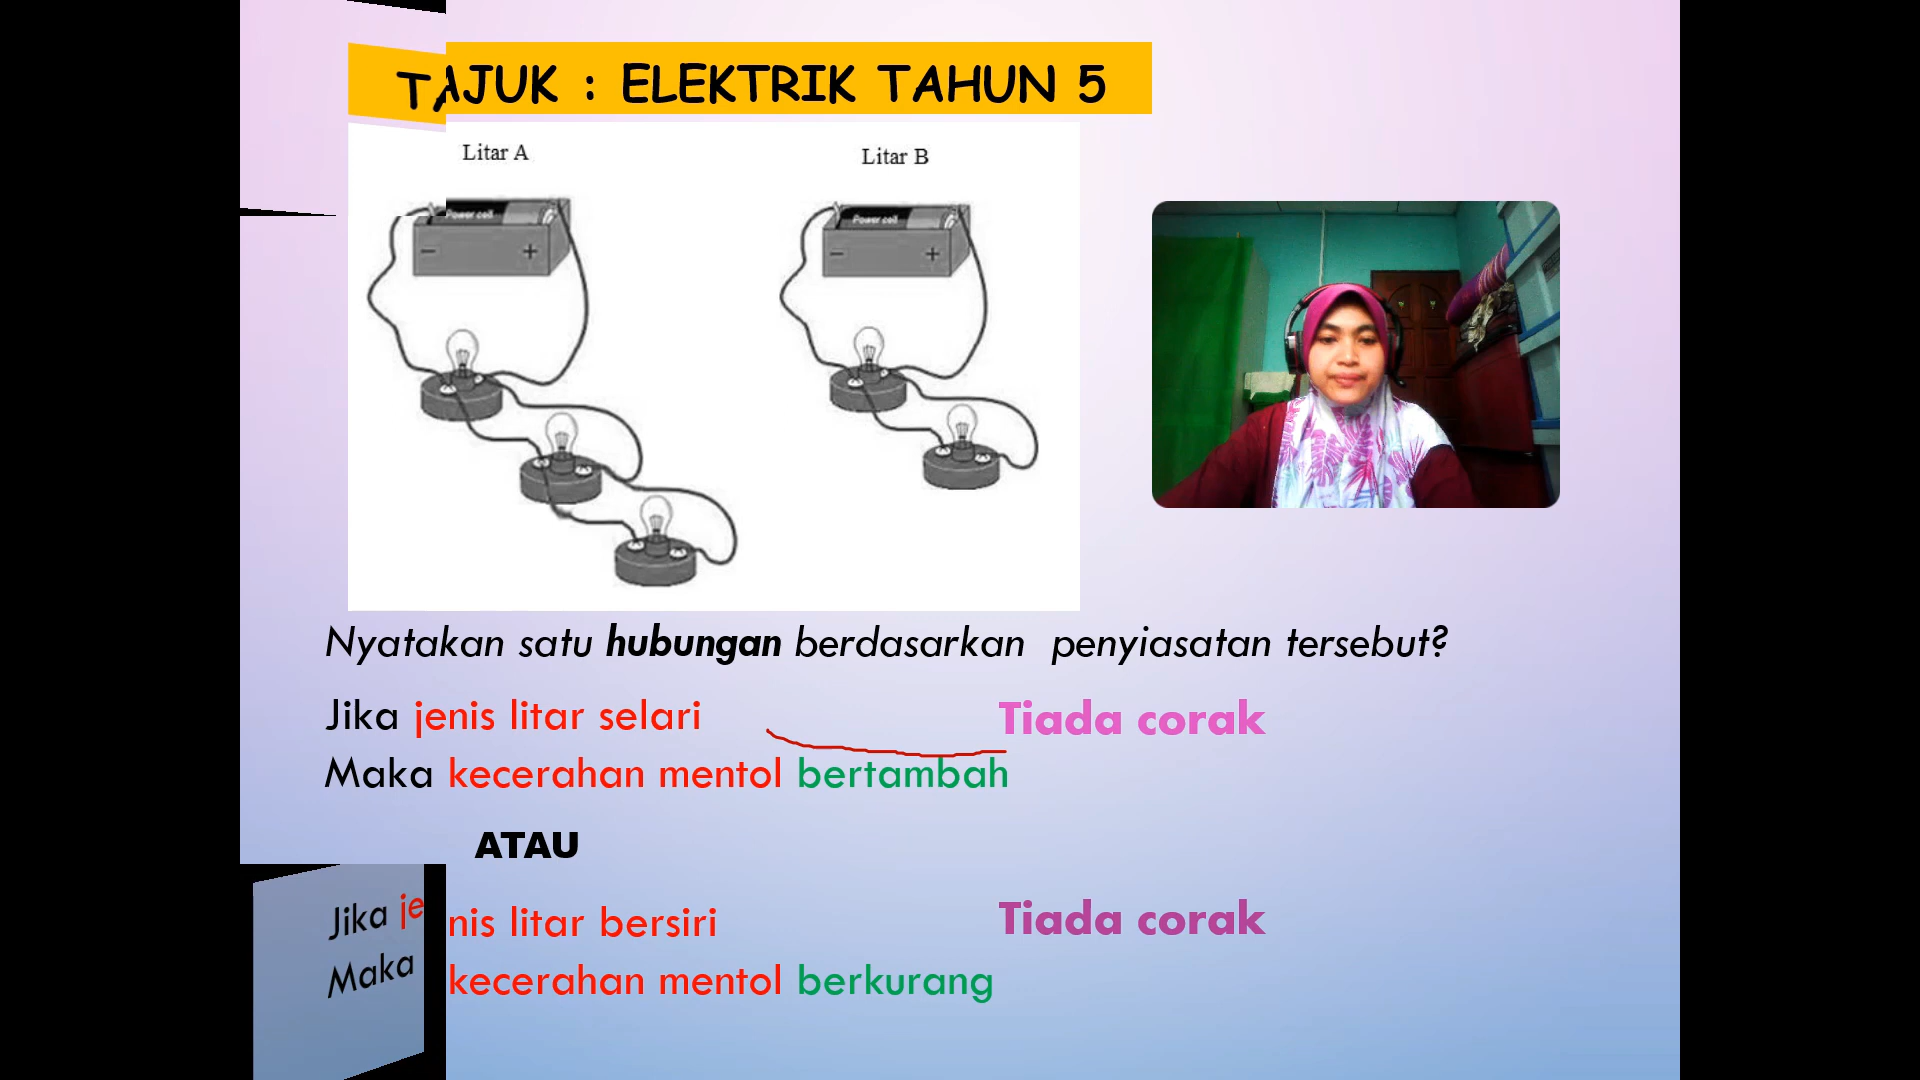 TAJUK : ELEKTRIK TAHUN 5
Litar A
Litar B
Power cell
- +
Power cell
- +
Nyatakan satu hubungan berdasarkan penyiasatan tersebut?
Jika jenis litar selari
Tiada corak
Maka kecerahan mentol bertambah
ATAU
Jika jenis litar bersiri
Tiada corak
Maka kecerahan mentol berkurang